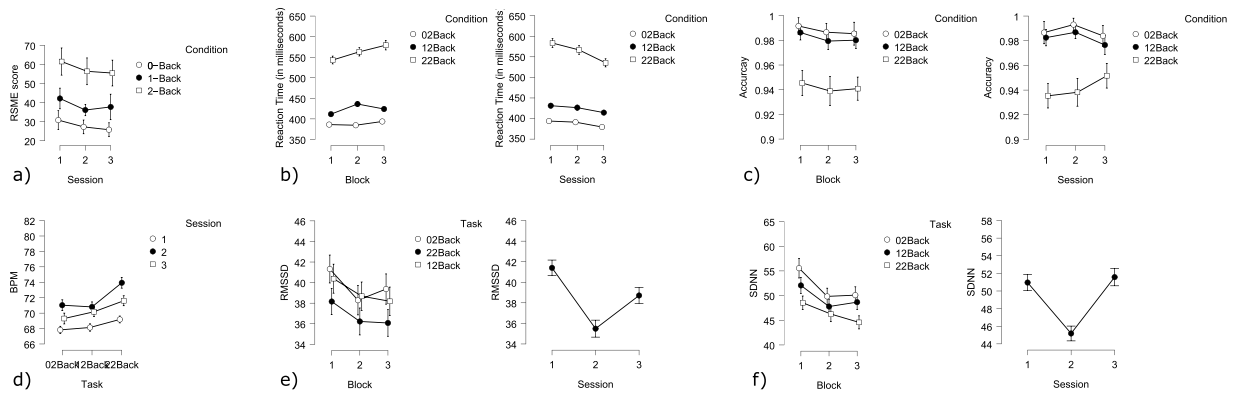 a)
RSME score
70
60
50
40
30
20
1 2 3
Session
Condition
0-Back
1-Back
2-Back
b)
Reaction Time (in milliseconds)
650
600
550
500
450
400
350
1 2 3
Block
Condition
02Back
12Back
22Back
Reaction Time (in milliseconds)
650
600
550
500
450
400
350
1 2 3
Session
Condition
02Back
12Back
22Back
c)
Accurcay
1
0.98
0.96
0.94
0.92
0.9
1 2 3
Block
Condition
02Back
12Back
22Back
Accuracy
1
0.98
0.96
0.94
0.92
0.9
1 2 3
Session
Condition
02Back
12Back
22Back
d)
BPM
82
80
78
76
74
72
70
68
66
02Back 12Back 22Back
Task
Session
1
2
3
e)
RMSSD
46
44
42
40
38
36
34
1 2 3
Block
Task
02Back
22Back
12Back
RMSSD
46
44
42
40
38
36
34
1 2 3
Session
f)
SDNN
65
60
55
50
45
40
1 2 3
Block
Task
02Back
12Back
22Back
SDNN
58
56
54
52
50
48
46
44
1 2 3
Session